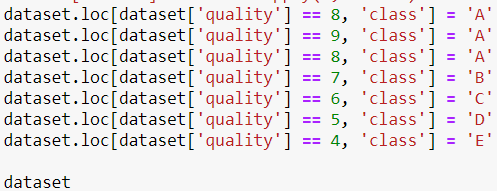 dataset.loc[dataset['quality'] == 8, 'class'] = 'A'
dataset.loc[dataset['quality'] == 9, 'class'] = 'A'
dataset.loc[dataset['quality'] == 8, 'class'] = 'A'
dataset.loc[dataset['quality'] == 7, 'class'] = 'B'
dataset.loc[dataset['quality'] == 6, 'class'] = 'C'
dataset.loc[dataset['quality'] == 5, 'class'] = 'D'
dataset.loc[dataset['quality'] == 4, 'class'] = 'E'
dataset